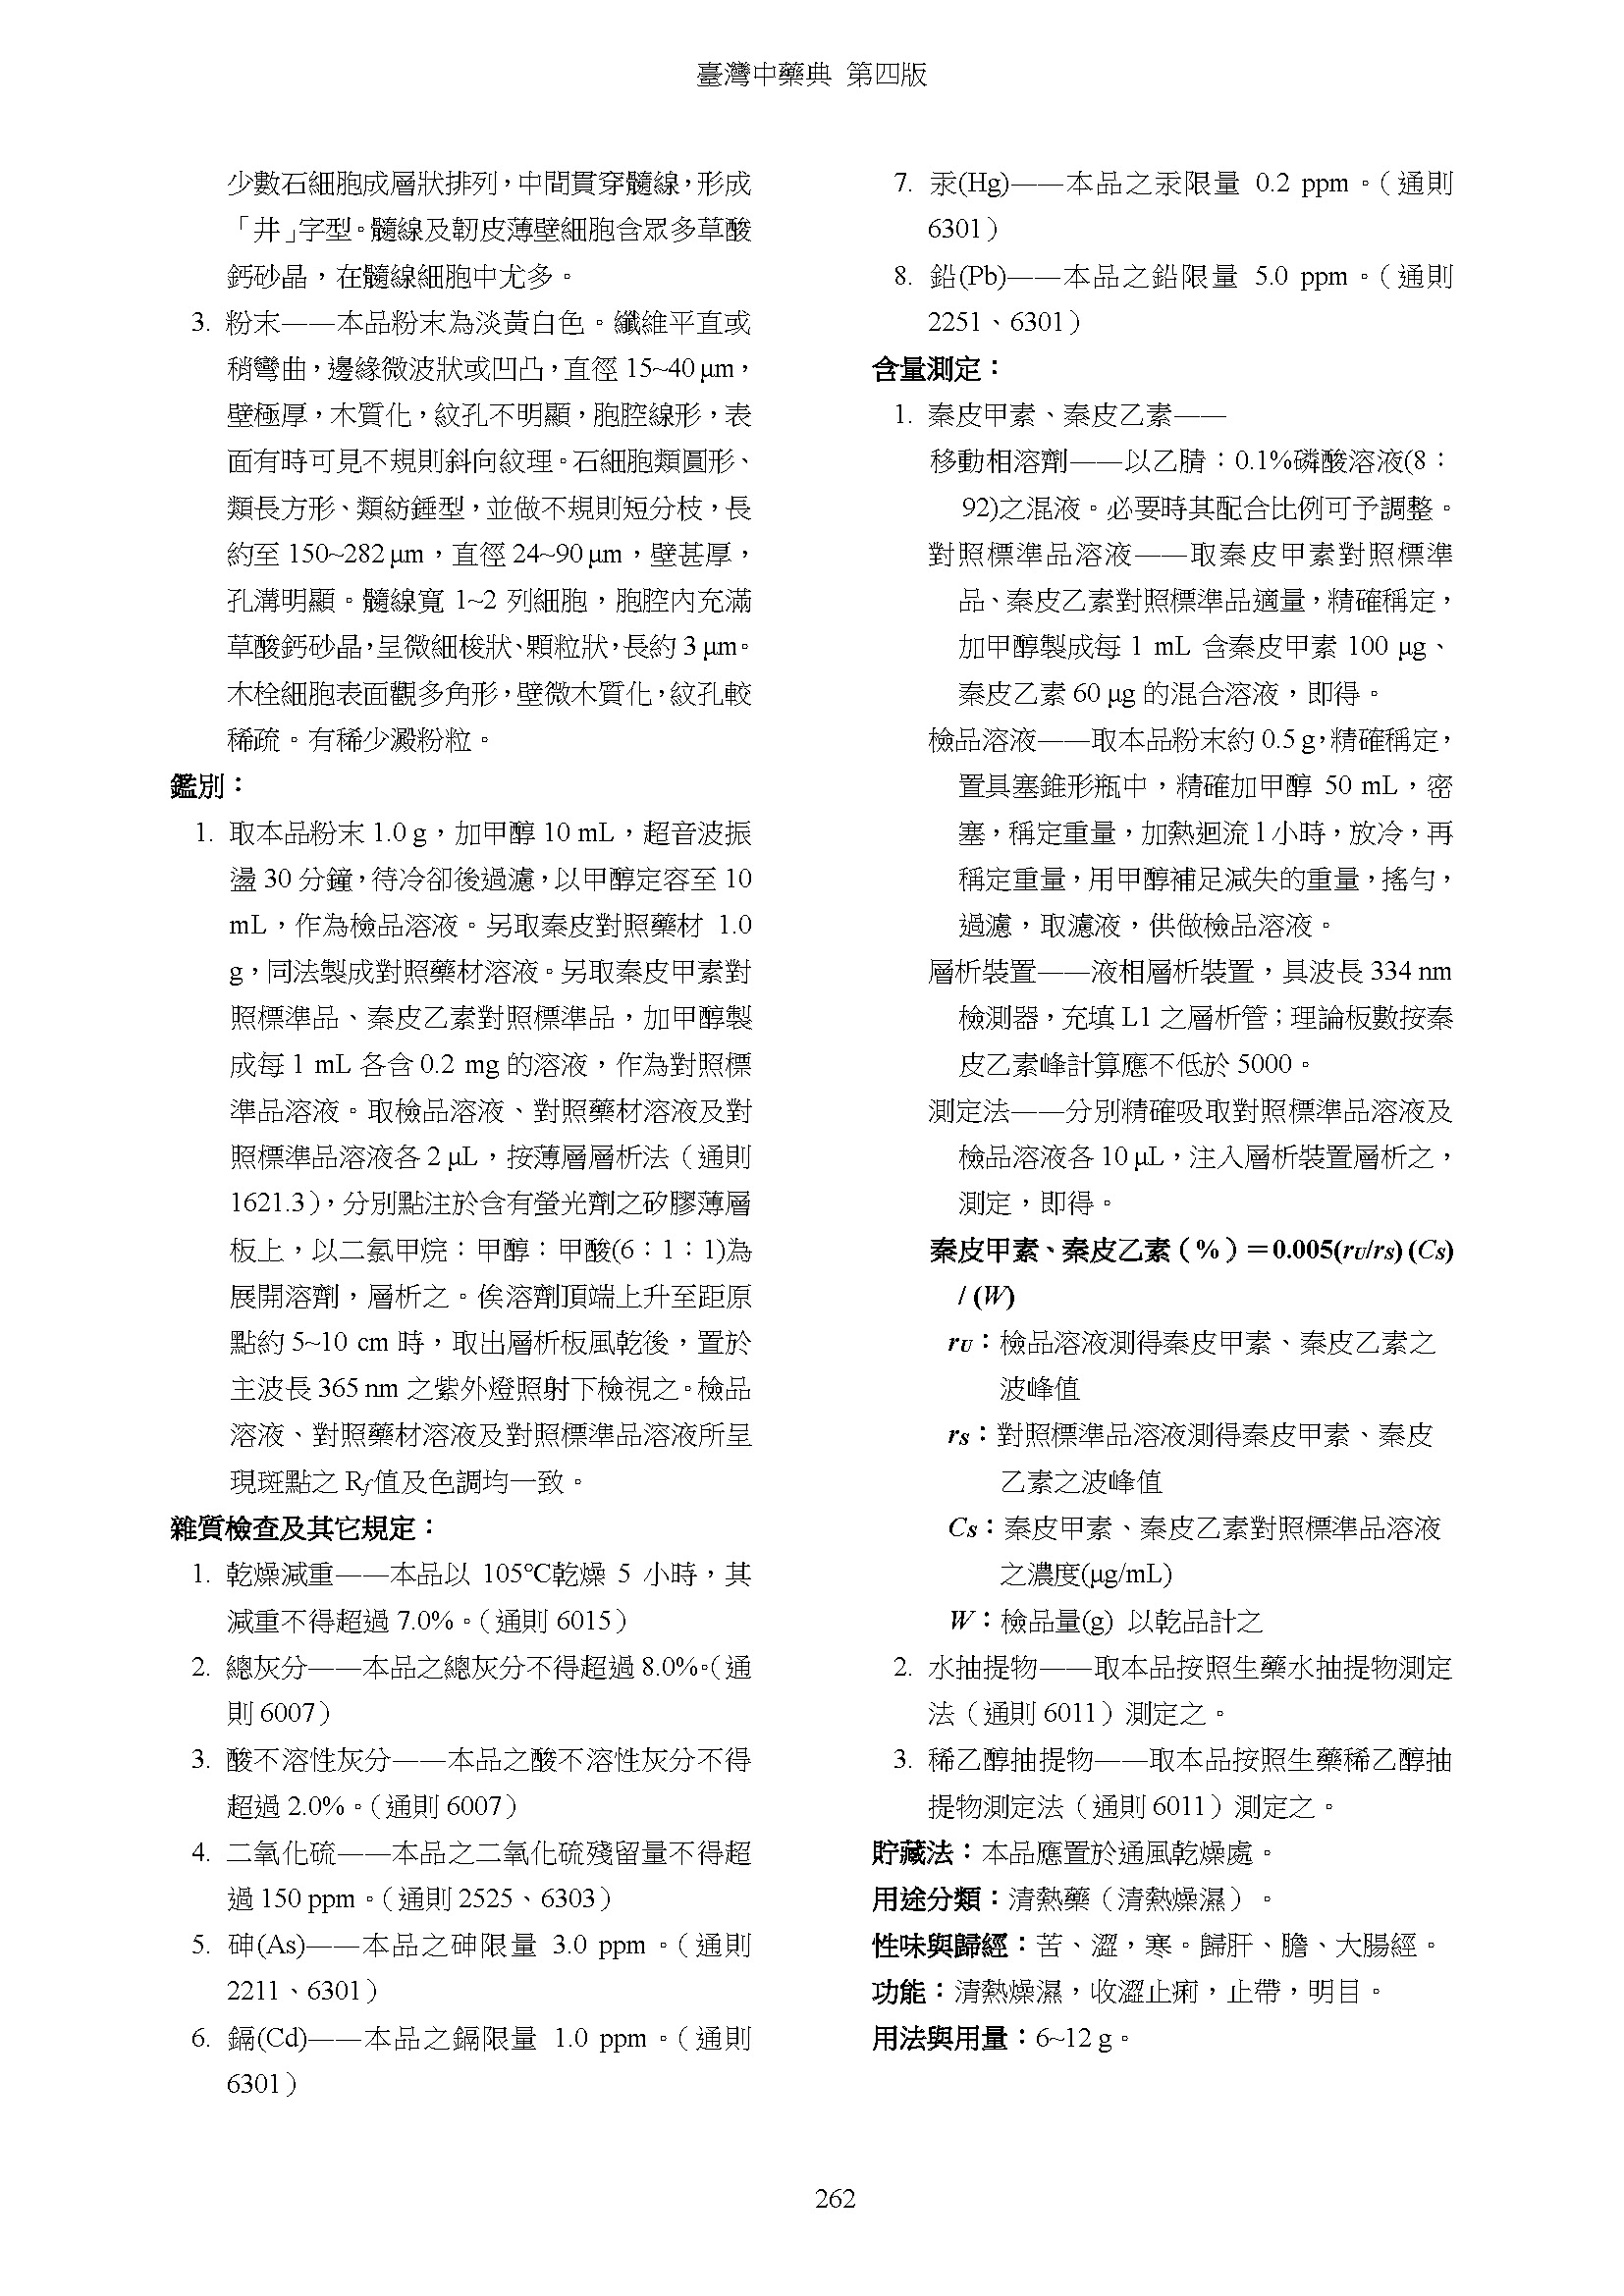 臺灣中藥典 第四版
少數石細胞成層狀排列，中間貫穿髓線，形成
「井」字型。髓線及韌皮薄壁細胞含眾多草酸
鈣砂晶，在髓線細胞中尤多。
3. 粉末——本品粉末為淡黃白色。纖維平直或
稍彎曲，邊緣微波狀或凹凸，直徑 15~40 μm，
壁極厚，木質化，紋孔不明顯，胞腔線形，表
面有時可見不規則斜向紋理。石細胞類圓形、
類長方形、類紡錘型，並做不規則短分枝，長
約至 150~282 μm，直徑 24~90 μm，壁甚厚，
孔溝明顯。髓線寬 1~2 列細胞，胞腔內充滿
草酸鈣砂晶，呈微細梭狀、顆粒狀，長約 3 μm。
木栓細胞表面觀多角形，壁微木質化，紋孔較
稀疏。有稀少澱粉粒。
鑑別：
1. 取本品粉末 1.0 g，加甲醇 10 mL，超音波振
盪 30 分鐘，待冷卻後過濾，以甲醇定容至 10
mL，作為檢品溶液。另取秦皮對照藥材 1.0
g，同法製成對照藥材溶液。另取秦皮甲素對
照標準品、秦皮乙素對照標準品，加甲醇製
成每 1 mL 各含 0.2 mg 的溶液，作為對照標
準品溶液。取檢品溶液、對照藥材溶液及對
照標準品溶液各 2 μL，按薄層層析法（通則
1621.3），分別點注於含有螢光劑之矽膠薄層
板上，以二氯甲烷：甲醇：甲酸(6：1：1)為
展開溶劑，層析之。俟溶劑頂端上升至距原
點約 5~10 cm 時，取出層析板風乾後，置於
主波長 365 nm 之紫外燈照射下檢視之。檢品
溶液、對照藥材溶液及對照標準品溶液所呈
現斑點之 Rf值及色調均一致。
雜質檢查及其它規定：
1. 乾燥減重——本品以 105℃乾燥 5 小時，其
減重不得超過 7.0%。（通則 6015）
2. 總灰分——本品之總灰分不得超過 8.0%。（通
則 6007）
3. 酸不溶性灰分——本品之酸不溶性灰分不得
超過 2.0%。（通則 6007）
4. 二氧化硫——本品之二氧化硫殘留量不得超
過 150 ppm。（通則 2525、6303）
5. 砷(As)——本品之砷限量 3.0 ppm。（通則
2211、6301）
6. 鎘(Cd)——本品之鎘限量 1.0 ppm。（通則
6301）
7. 汞(Hg)——本品之汞限量 0.2 ppm。（通則
6301）
8. 鉛(Pb)——本品之鉛限量 5.0 ppm。（通則
2251、6301）
含量測定：
1. 秦皮甲素、秦皮乙素——
移動相溶劑——以乙腈：0.1%磷酸溶液(8：
92)之混液。必要時其配合比例可予調整。
對照標準品溶液——取秦皮甲素對照標準
品、秦皮乙素對照標準品適量，精確稱定，
加甲醇製成每 1 mL 含秦皮甲素 100 μg、
秦皮乙素 60 μg 的混合溶液，即得。
檢品溶液——取本品粉末約 0.5 g，精確稱定，
置具塞錐形瓶中，精確加甲醇 50 mL，密
塞，稱定重量，加熱迴流 1 小時，放冷，再
稱定重量，用甲醇補足減失的重量，搖勻，
過濾，取濾液，供做檢品溶液。
層析裝置——液相層析裝置，具波長 334 nm
檢測器，充填 L1 之層析管；理論板數按秦
皮乙素峰計算應不低於 5000。
測定法——分別精確吸取對照標準品溶液及
檢品溶液各 10 μL，注入層析裝置層析之，
測定，即得。
秦皮甲素、秦皮乙素（%）＝0.005(rU/rS) (CS)
/ (W)
rU：檢品溶液測得秦皮甲素、秦皮乙素之
波峰值
rS：對照標準品溶液測得秦皮甲素、秦皮
乙素之波峰值
CS：秦皮甲素、秦皮乙素對照標準品溶液
之濃度(μg/mL)
W：檢品量(g) 以乾品計之
2. 水抽提物——取本品按照生藥水抽提物測定
法（通則 6011）測定之。
3. 稀乙醇抽提物——取本品按照生藥稀乙醇抽
提物測定法（通則 6011）測定之。
貯藏法：本品應置於通風乾燥處。
用途分類：清熱藥（清熱燥濕）。
性味與歸經：苦、澀，寒。歸肝、膽、大腸經。
功能：清熱燥濕，收澀止痢，止帶，明目。
用法與用量：6~12 g。
262